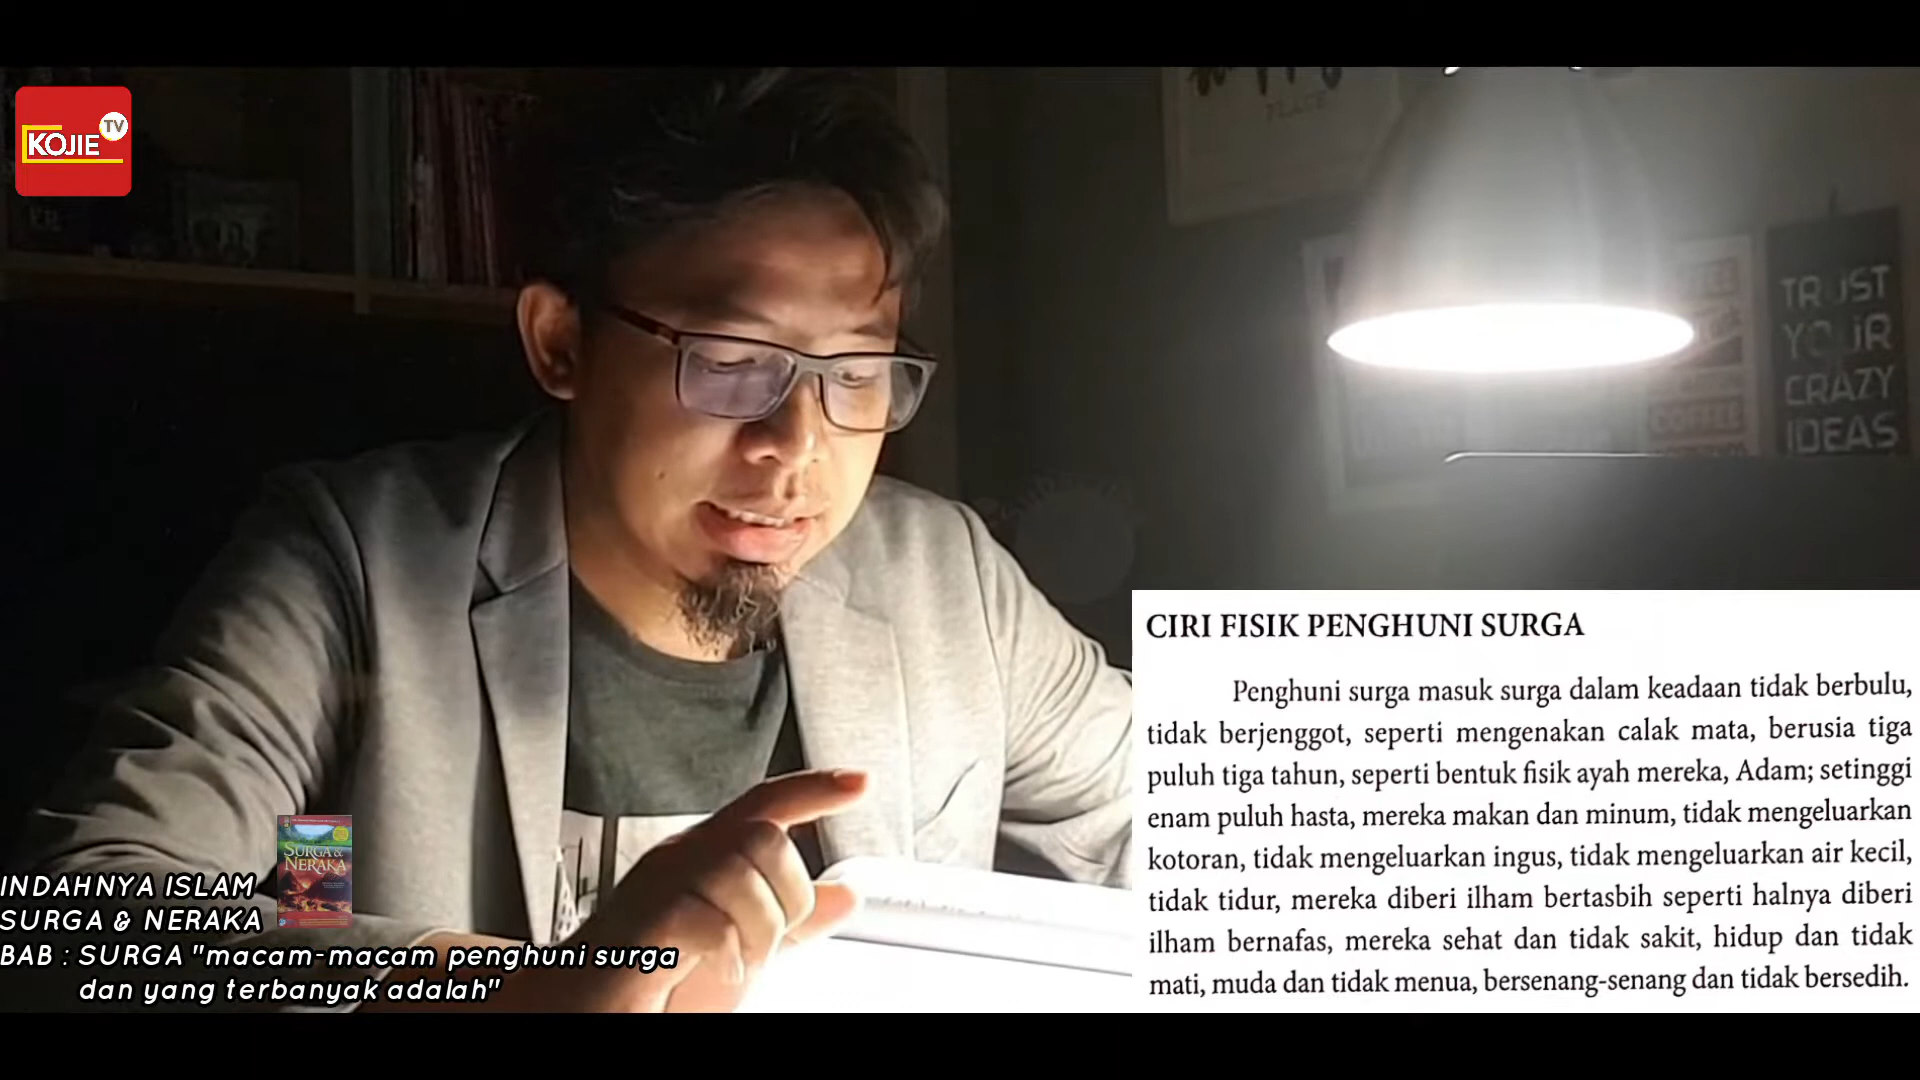 KOJIE TV
PLACE
TRUST
YOUR
CRAZY
IDEAS
COFFEE
SURGA &
NERAKA
INDAHNYA ISLAM
SURGA & NERAKA
BAB : SURGA "macam-macam penghuni surga
dan yang terbanyak adalah"
CIRI FISIK PENGHUNI SURGA
Penghuni surga masuk surga dalam keadaan tidak berbulu,
tidak berjenggot, seperti mengenakan calak mata, berusia tiga
puluh tiga tahun, seperti bentuk fisik ayah mereka, Adam; setinggi
enam puluh hasta, mereka makan dan minum, tidak mengeluarkan
kotoran, tidak mengeluarkan ingus, tidak mengeluarkan air kecil,
tidak tidur, mereka diberi ilham bertasbih seperti halnya diberi
ilham bernafas, mereka sehat dan tidak sakit, hidup dan tidak
mati, muda dan tidak menua, bersenang-senang dan tidak bersedih.